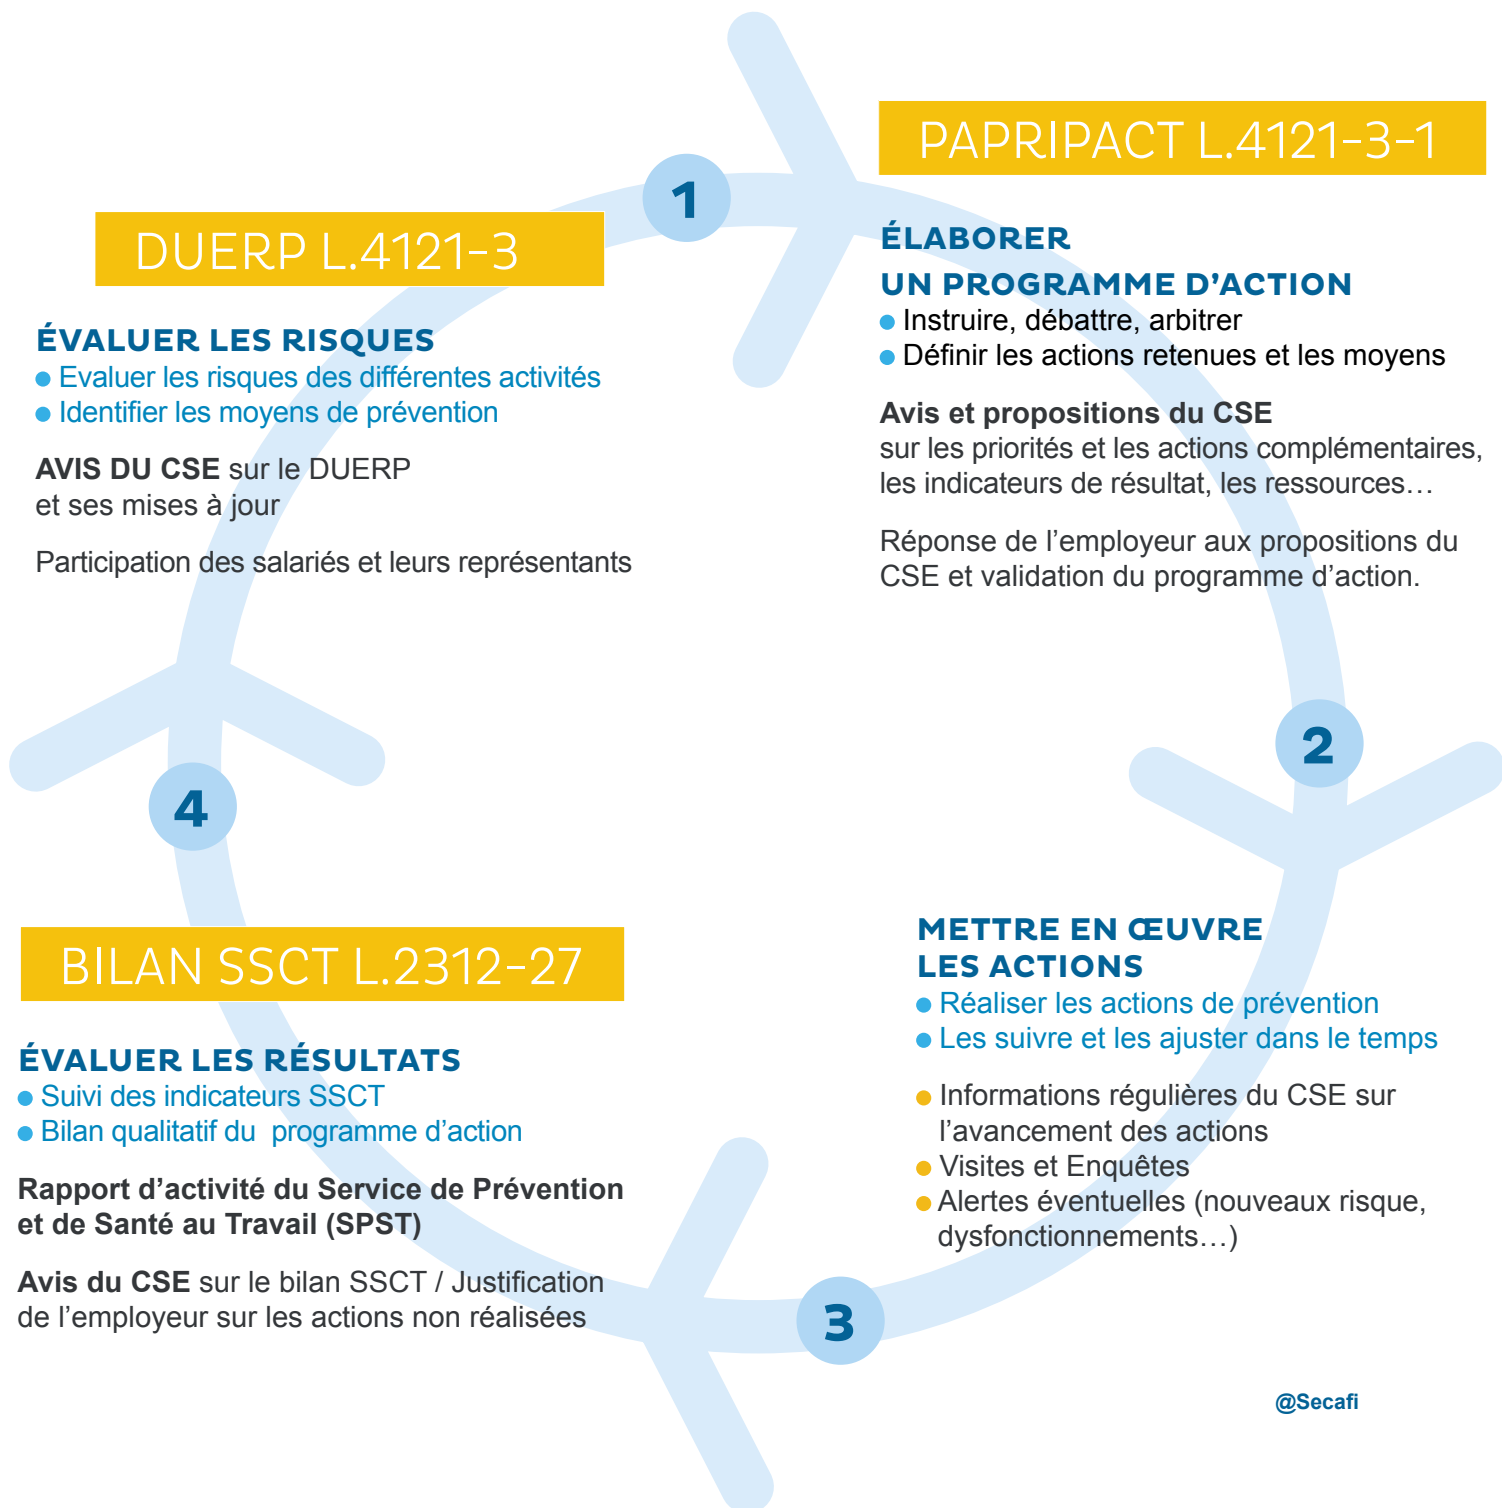 1
DUERP L.4121-3
ÉVALUER LES RISQUES
Evaluer les risques des différentes activités
Identifier les moyens de prévention
AVIS DU CSE sur le DUERP
et ses mises à jour
Participation des salariés et leurs représentants
PAPRIPACT L.4121-3-1
ÉLABORER
UN PROGRAMME D’ACTION
Instruire, débattre, arbitrer
Définir les actions retenues et les moyens
Avis et propositions du CSE
sur les priorités et les actions complémentaires,
les indicateurs de résultat, les ressources…
Réponse de l’employeur aux propositions du
CSE et validation du programme d’action.
2
METTRE EN ŒUVRE
LES ACTIONS
Réaliser les actions de prévention
Les suivre et les ajuster dans le temps
Informations régulières du CSE sur
l’avancement des actions
Visites et Enquêtes
Alertes éventuelles (nouveaux risque,
dysfonctionnements…)
3
4
BILAN SSCT L.2312-27
ÉVALUER LES RÉSULTATS
Suivi des indicateurs SSCT
Bilan qualitatif du programme d’action
Rapport d’activité du Service de Prévention
et de Santé au Travail (SPST)
Avis du CSE sur le bilan SSCT / Justification
de l’employeur sur les actions non réalisées
@Secafi